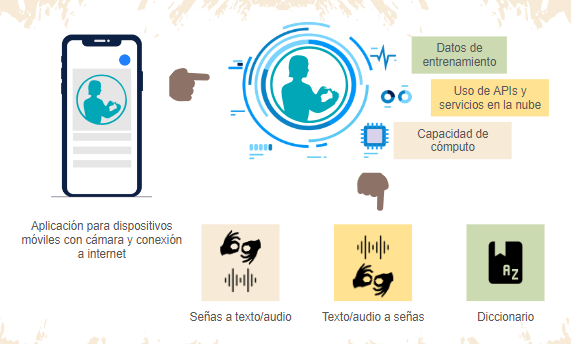 Datos de
entrenamiento
Uso de APIs y
servicios en la nube
Capacidad de
cómputo
Aplicación para dispositivos
móviles con cámara y conexión
a internet
A Z
Señas a texto/audio
Texto/audio a señas
Diccionario